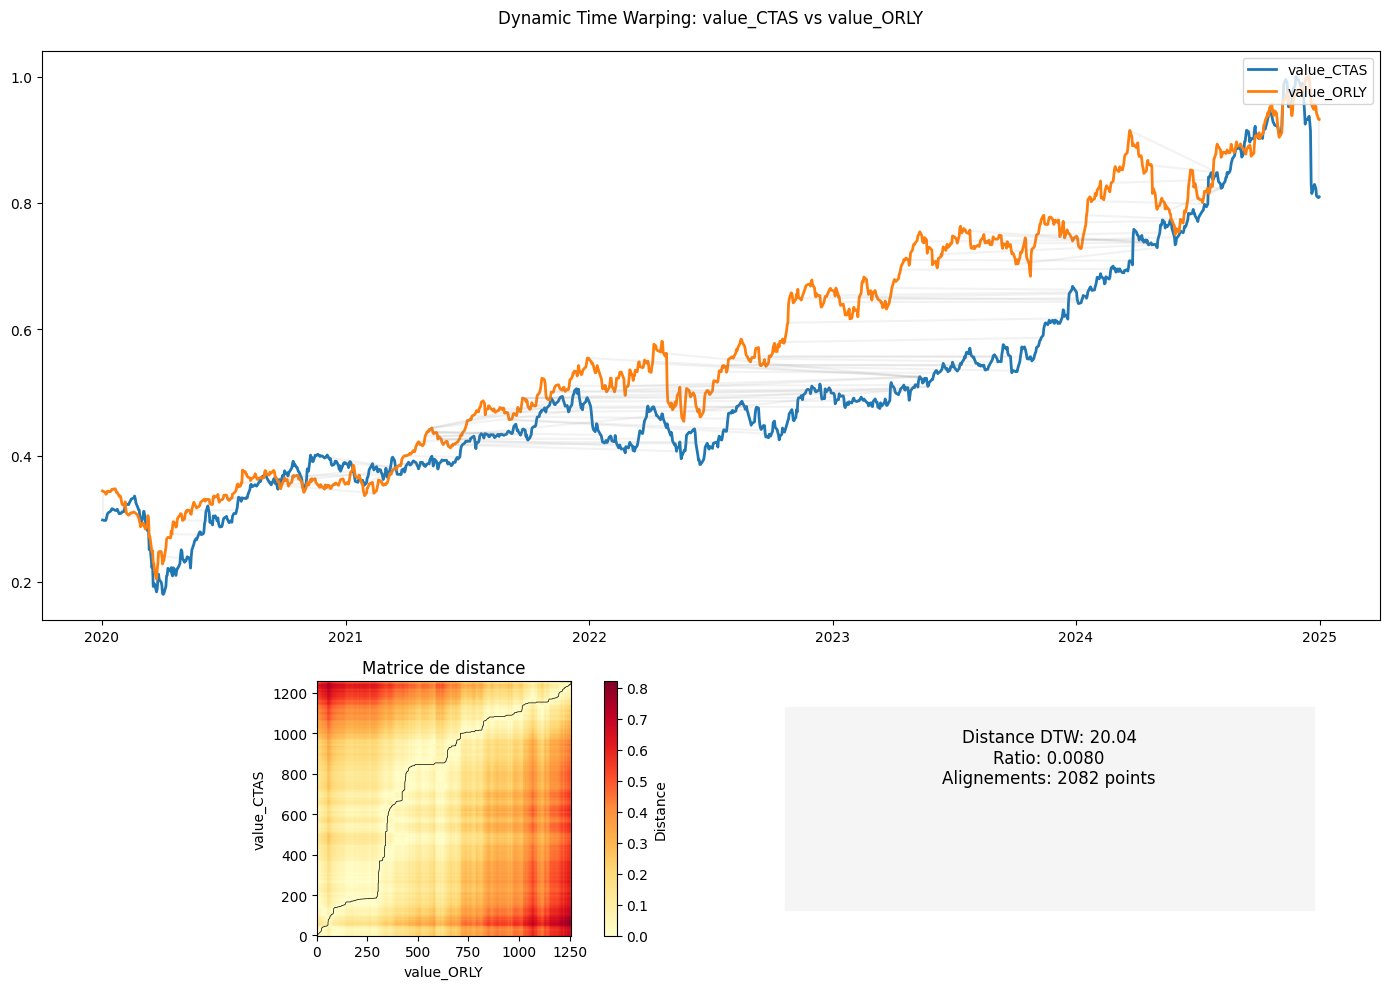 Dynamic Time Warping: value_CTAS vs value_ORLY
value_CTAS
value_ORLY
1.0
0.8
0.6
0.4
0.2
2020 2021 2022 2023 2024 2025
Matrice de distance
1200
1000
800
600
400
200
0
value_CTAS
0 250 500 750 1000 1250
value_ORLY
0.8
0.7
0.6
0.5
0.4
0.3
0.2
0.1
0.0
Distance
Distance DTW: 20.04
Ratio: 0.0080
Alignements: 2082 points